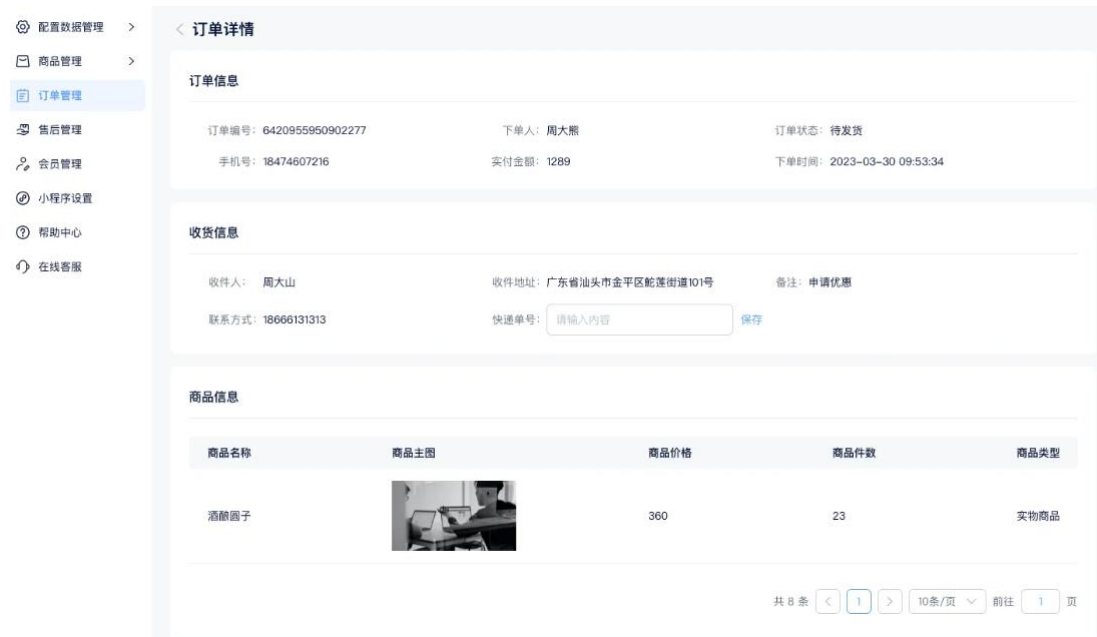 配置数据管理
商品管理
订单管理
售后管理
会员管理
小程序设置
帮助中心
在线客服
订单详情
订单信息
订单编号: 6420955950902277 下单人: 周大熊 订单状态: 待发货
手机号: 18474607216 实付金额: 1289 下单时间: 2023-03-30 09:53:34
收货信息
收件人: 周大山 收件地址: 广东省汕头市金平区鮀莲街道101号 备注: 申请优惠
联系方式: 18666131313 快递单号: 请输入内容 保存
商品信息
商品名称 商品主图 商品价格 商品件数 商品类型
酒酿圆子 360 23 实物商品
共 8 条 < 1 > 10条/页 前往 1 页